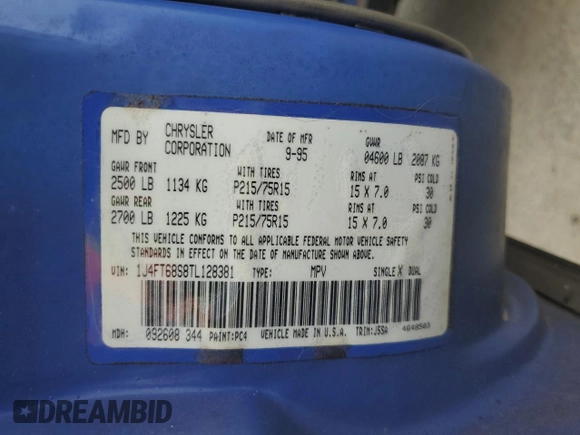 MFD BY CHRYSLER CORPORATION DATE OF MFR 9-95 GVWR 04600 LB 2087 KG
GAWR FRONT WITH TIRES RIMS AT PSI COLD
2500 LB 1134 KG P215/75R15 15 X 7.0 30
GAWR REAR WITH TIRES RIMS AT PSI COLD
2700 LB 1225 KG P215/75R15 15 X 7.0 30
THIS VEHICLE CONFORMS TO ALL APPLICABLE FEDERAL MOTOR VEHICLE SAFETY
STANDARDS IN EFFECT ON THE DATE OF MANUFACTURE SHOWN ABOVE.
VIN: 1J4FT68S8TL128381 TYPE: MPV SINGLE X DUAL
MDH: 092608 344 PAINT:PC4 VEHICLE MADE IN U.S.A. TRIM:J5SA 4648503
DREAMBID